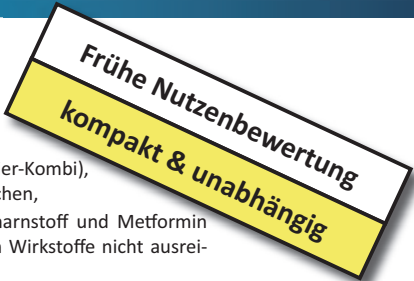 Frühe Nutzenbewertung
kompakt & unabhängig
er-Kombi),
chen,
harnstoff und Metformin
n Wirkstoffe nicht ausrei-